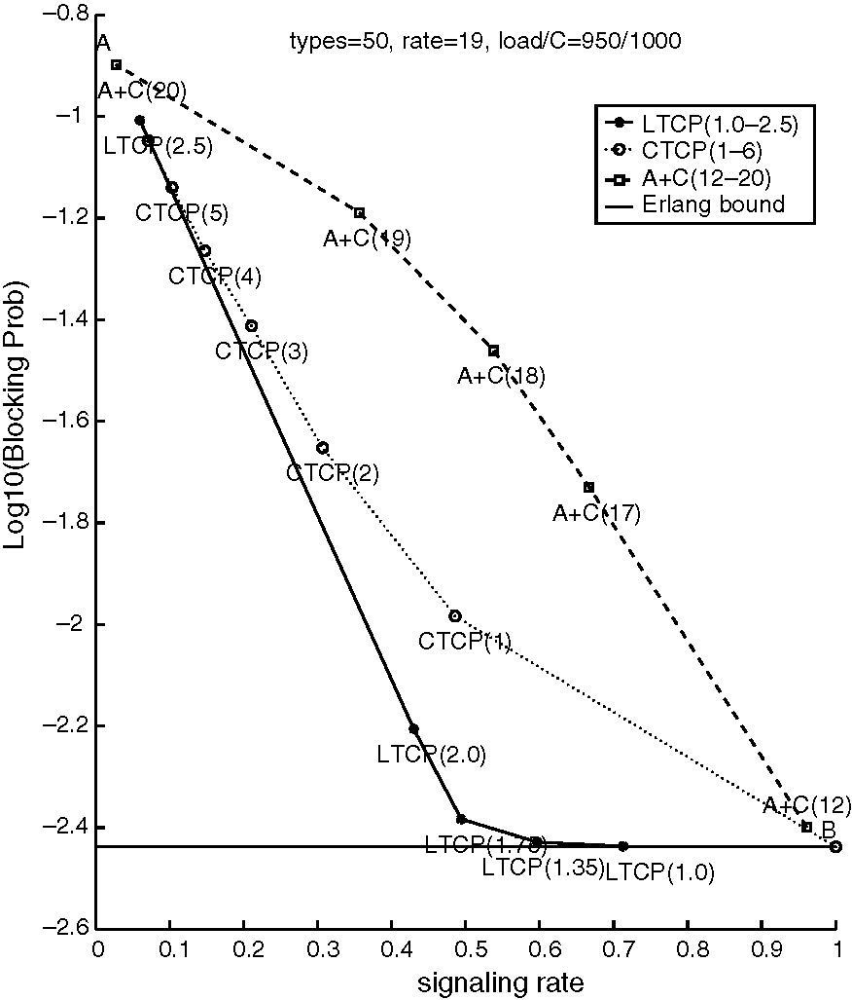 −0.8
types=50, rate=19, load/C=950/1000
A
A+C(20)
−1
LTCP(1.0−2.5)
LTCP(2.5)
CTCP(1−6)
A+C(12−20)
Erlang bound
−1.2
CTCP(5)
A+C(19)
CTCP(4)
−1.4
CTCP(3)
A+C(18)
Log10(Blocking Prob)
−1.6
CTCP(2)
A+C(17)
−1.8
−2
CTCP(1)
−2.2
LTCP(2.0)
A+C(12)
B
−2.4
LTCP(1.75)
LTCP(1.35)
LTCP(1.0)
−2.6
0 0.1 0.2 0.3 0.4 0.5 0.6 0.7 0.8 0.9 1
signaling rate